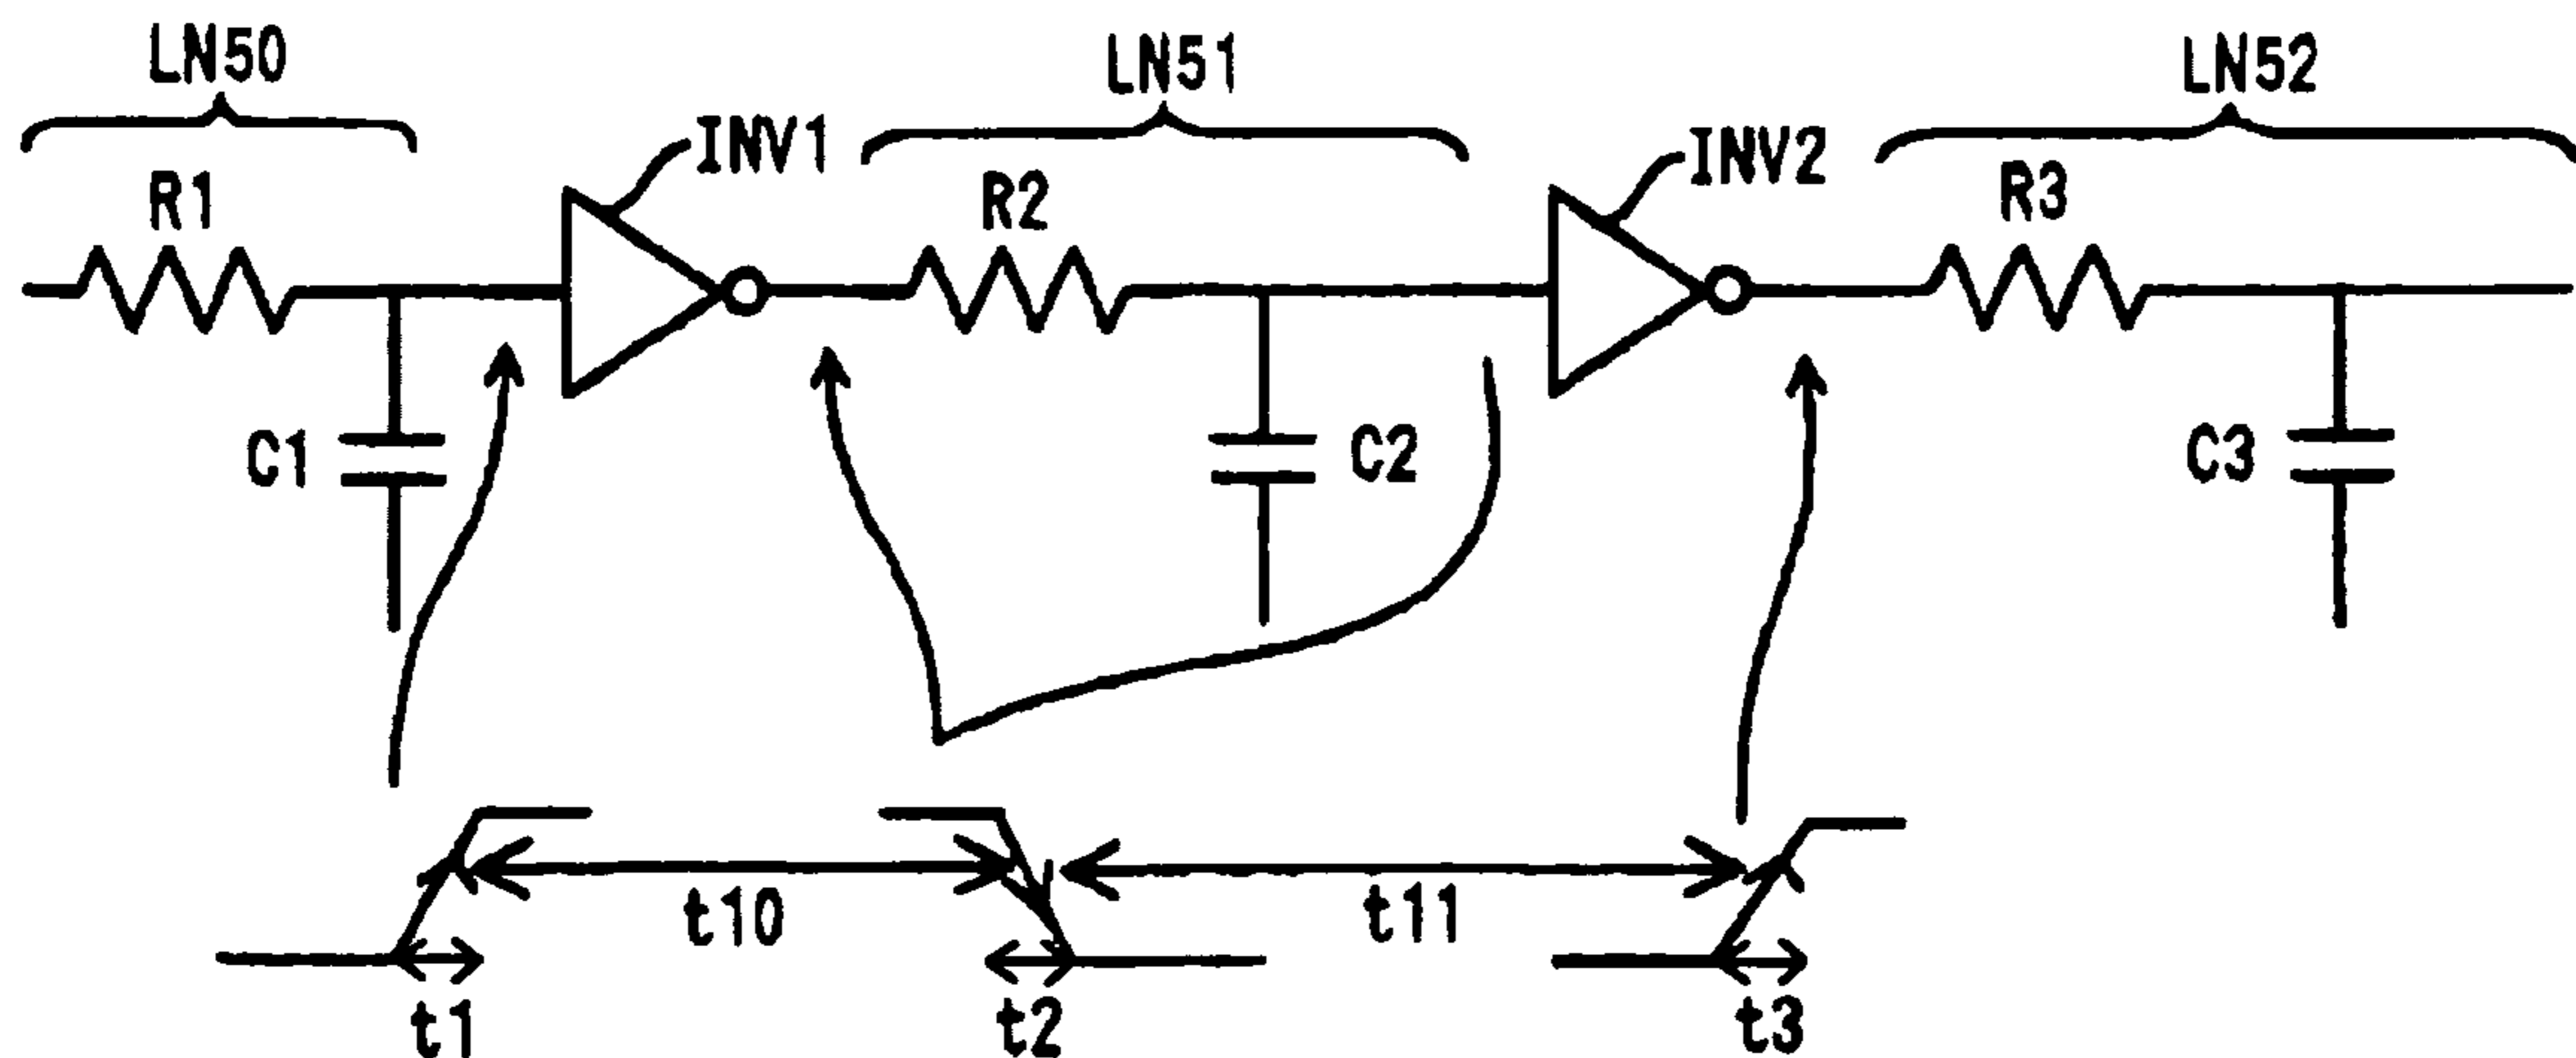 LN50
LN51
LN52
INV1
INV2
R1
R2
R3
C1
C2
C3
t10
t11
t1
t2
t3